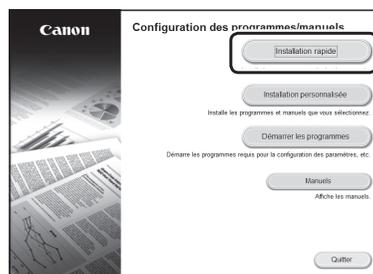 Canon
Configuration des programmes/manuels
Installation rapide
Installation personnalisée
Installe les programmes et manuels que vous sélectionnez.
Démarrer les programmes
Démarre les programmes requis pour la configuration des paramètres, etc.
Manuels
Affiche les manuels.
Quitter